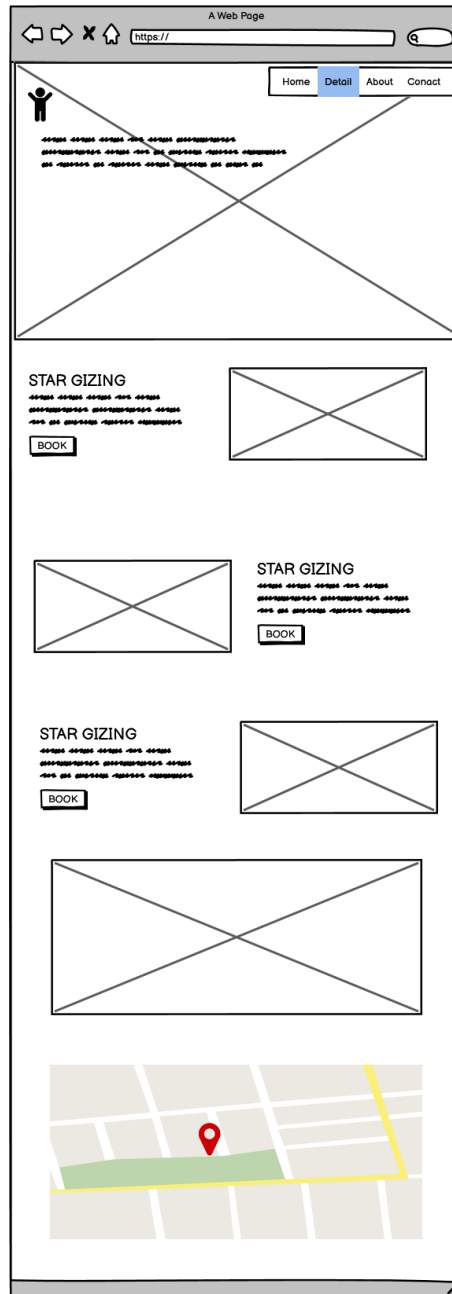 A Web Page
https://
Home Detail About Conact
STAR GIZING
BOOK
STAR GIZING
BOOK
STAR GIZING
BOOK